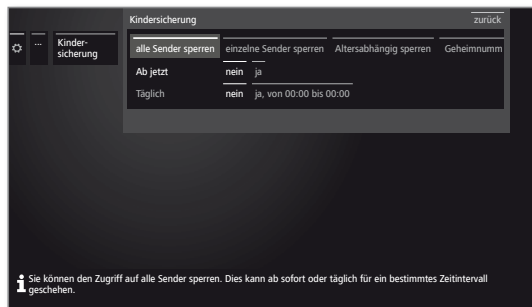 Kindersicherung
zurück
...
Kinder-
sicherung
alle Sender sperren
einzelne Sender sperren
Altersabhängig sperren
Geheimnumm
Ab jetzt
nein
ja
Täglich
nein
ja, von 00:00 bis 00:00
Sie können den Zugriff auf alle Sender sperren. Dies kann ab sofort oder täglich für ein bestimmtes Zeitintervall
geschehen.